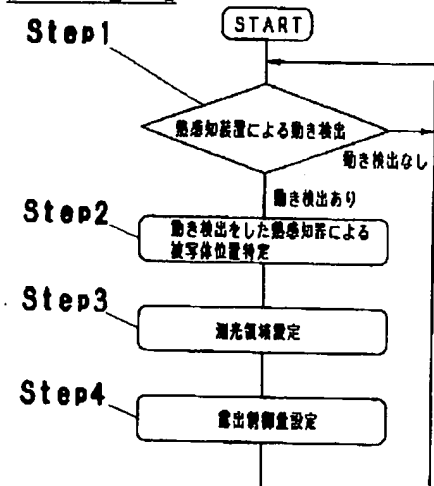 START
Step1
熱感知装置による動き検出
動き検出なし
動き検出あり
Step2
動き検出をした熱感知器による
被写体位置特定
Step3
測光領域設定
Step4
露出制御量設定